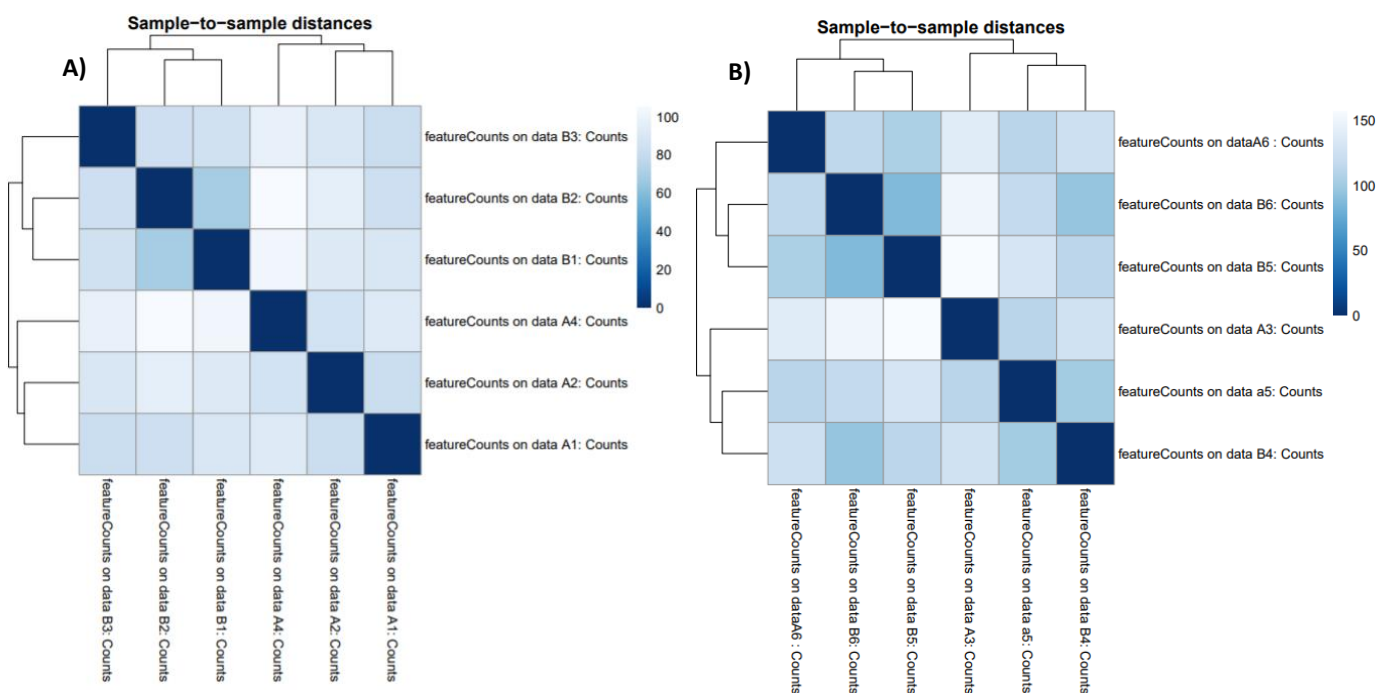 Sample−to−sample distances
A)
100
80
60
40
20
0
featureCounts on data B3: Counts
featureCounts on data B2: Counts
featureCounts on data B1: Counts
featureCounts on data A4: Counts
featureCounts on data A2: Counts
featureCounts on data A1: Counts
featureCounts on data B3: Counts
featureCounts on data B2: Counts
featureCounts on data B1: Counts
featureCounts on data A4: Counts
featureCounts on data A2: Counts
featureCounts on data A1: Counts
Sample−to−sample distances
B)
150
100
50
0
featureCounts on dataA6 : Counts
featureCounts on data B6: Counts
featureCounts on data B5: Counts
featureCounts on data A3: Counts
featureCounts on data a5: Counts
featureCounts on data B4: Counts
featureCounts on dataA6 : Counts
featureCounts on data B6: Counts
featureCounts on data B5: Counts
featureCounts on data A3: Counts
featureCounts on data a5: Counts
featureCounts on data B4: Counts